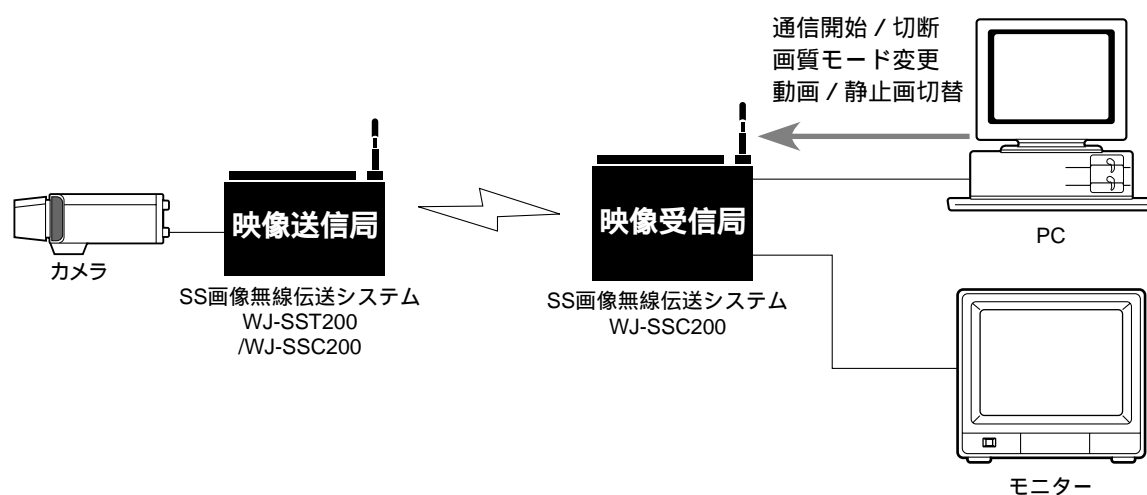 通信開始 / 切断
画質モード変更
動画 / 静止画切替
映像送信局
映像受信局
カメラ
PC
SS画像無線伝送システム
WJ-SST200
/WJ-SSC200
SS画像無線伝送システム
WJ-SSC200
モニター